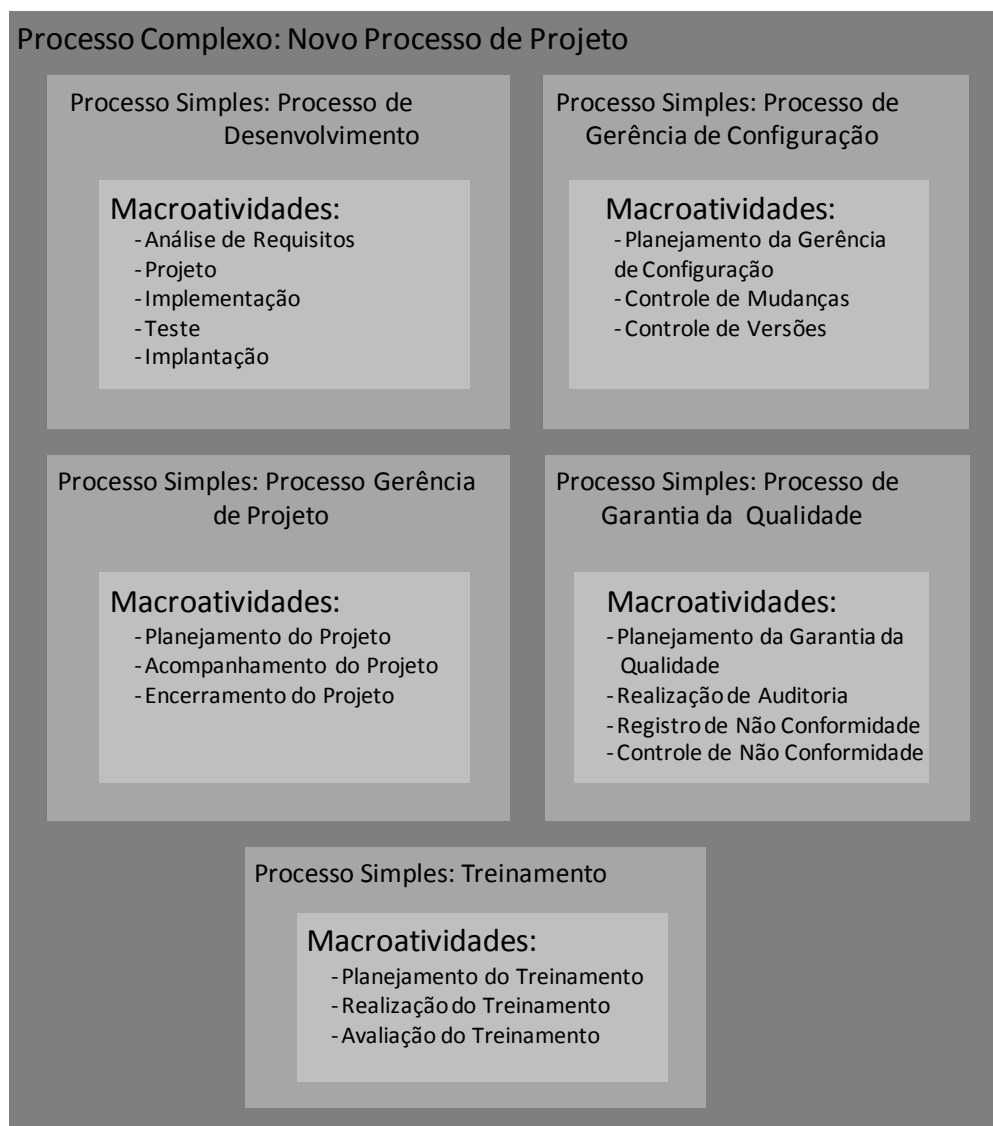 Processo Complexo: Novo Processo de Projeto
Processo Simples: Processo de
Desenvolvimento
Macroatividades:
- Análise de Requisitos
- Projeto
- Implementação
- Teste
- Implantação
Processo Simples: Processo de
Gerência de Configuração
Macroatividades:
- Planejamento da Gerência
de Configuração
- Controle de Mudanças
- Controle de Versões
Processo Simples: Processo Gerência
de Projeto
Macroatividades:
- Planejamento do Projeto
- Acompanhamento do Projeto
- Encerramento do Projeto
Processo Simples: Processo de
Garantia da Qualidade
Macroatividades:
- Planejamento da Garantia da
Qualidade
- Realização de Auditoria
- Registro de Não Conformidade
- Controle de Não Conformidade
Processo Simples: Treinamento
Macroatividades:
- Planejamento do Treinamento
- Realização do Treinamento
- Avaliação do Treinamento